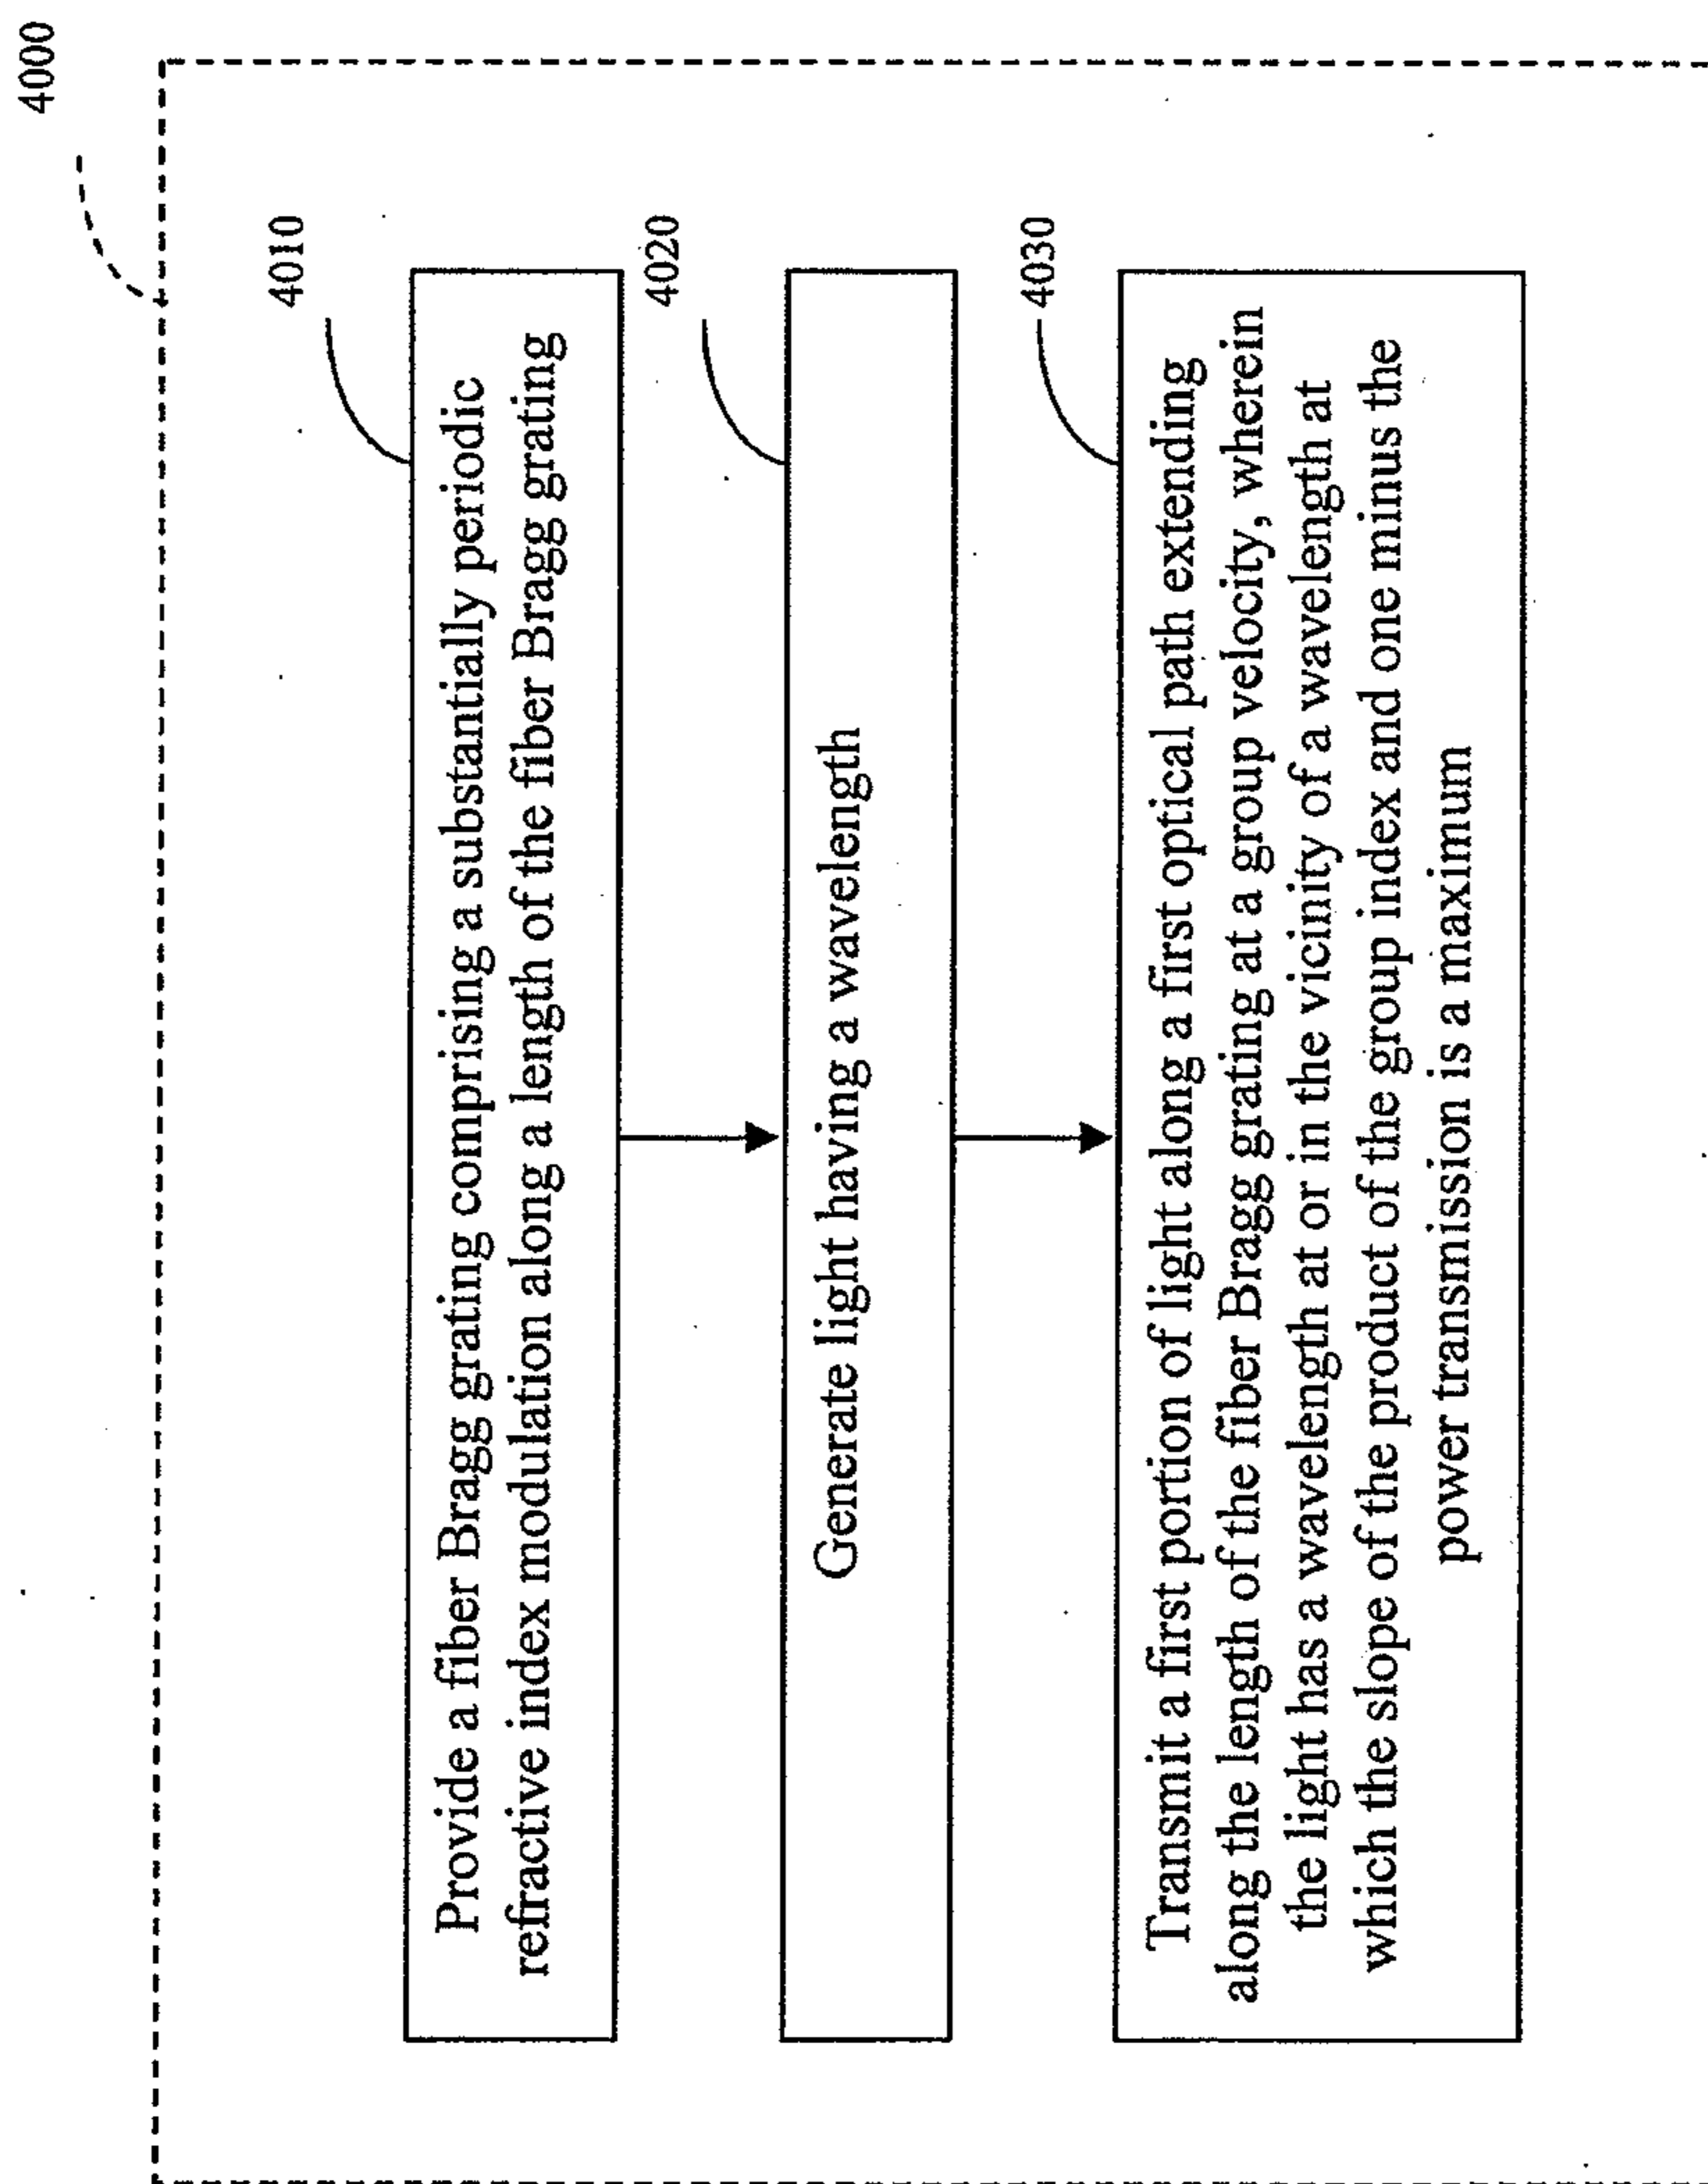 4000
4010
Provide a fiber Bragg grating comprising a substantially periodic
refractive index modulation along a length of the fiber Bragg grating
4020
Generate light having a wavelength
4030
Transmit a first portion of light along a first optical path extending
along the length of the fiber Bragg grating at a group velocity, wherein
the light has a wavelength at or in the vicinity of a wavelength at
which the slope of the product of the group index and one minus the
power transmission is a maximum